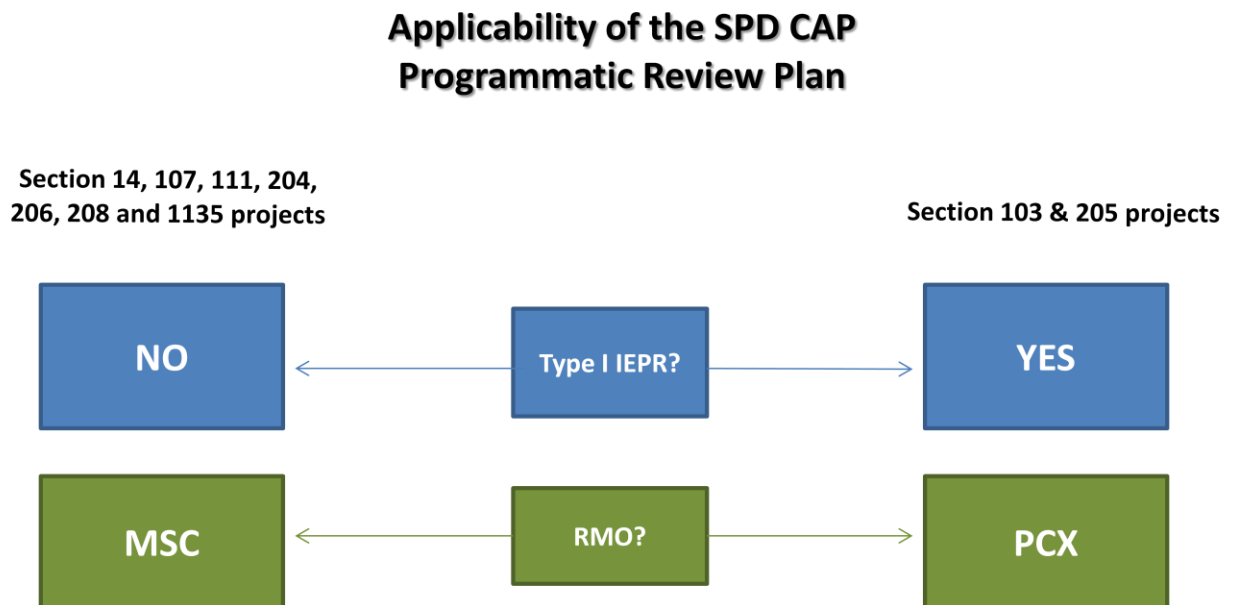 Applicability of the SPD CAP
Programmatic Review Plan
Section 14, 107, 111, 204,
206, 208 and 1135 projects
Section 103 & 205 projects
NO
Type I IEPR?
YES
MSC
RMO?
PCX